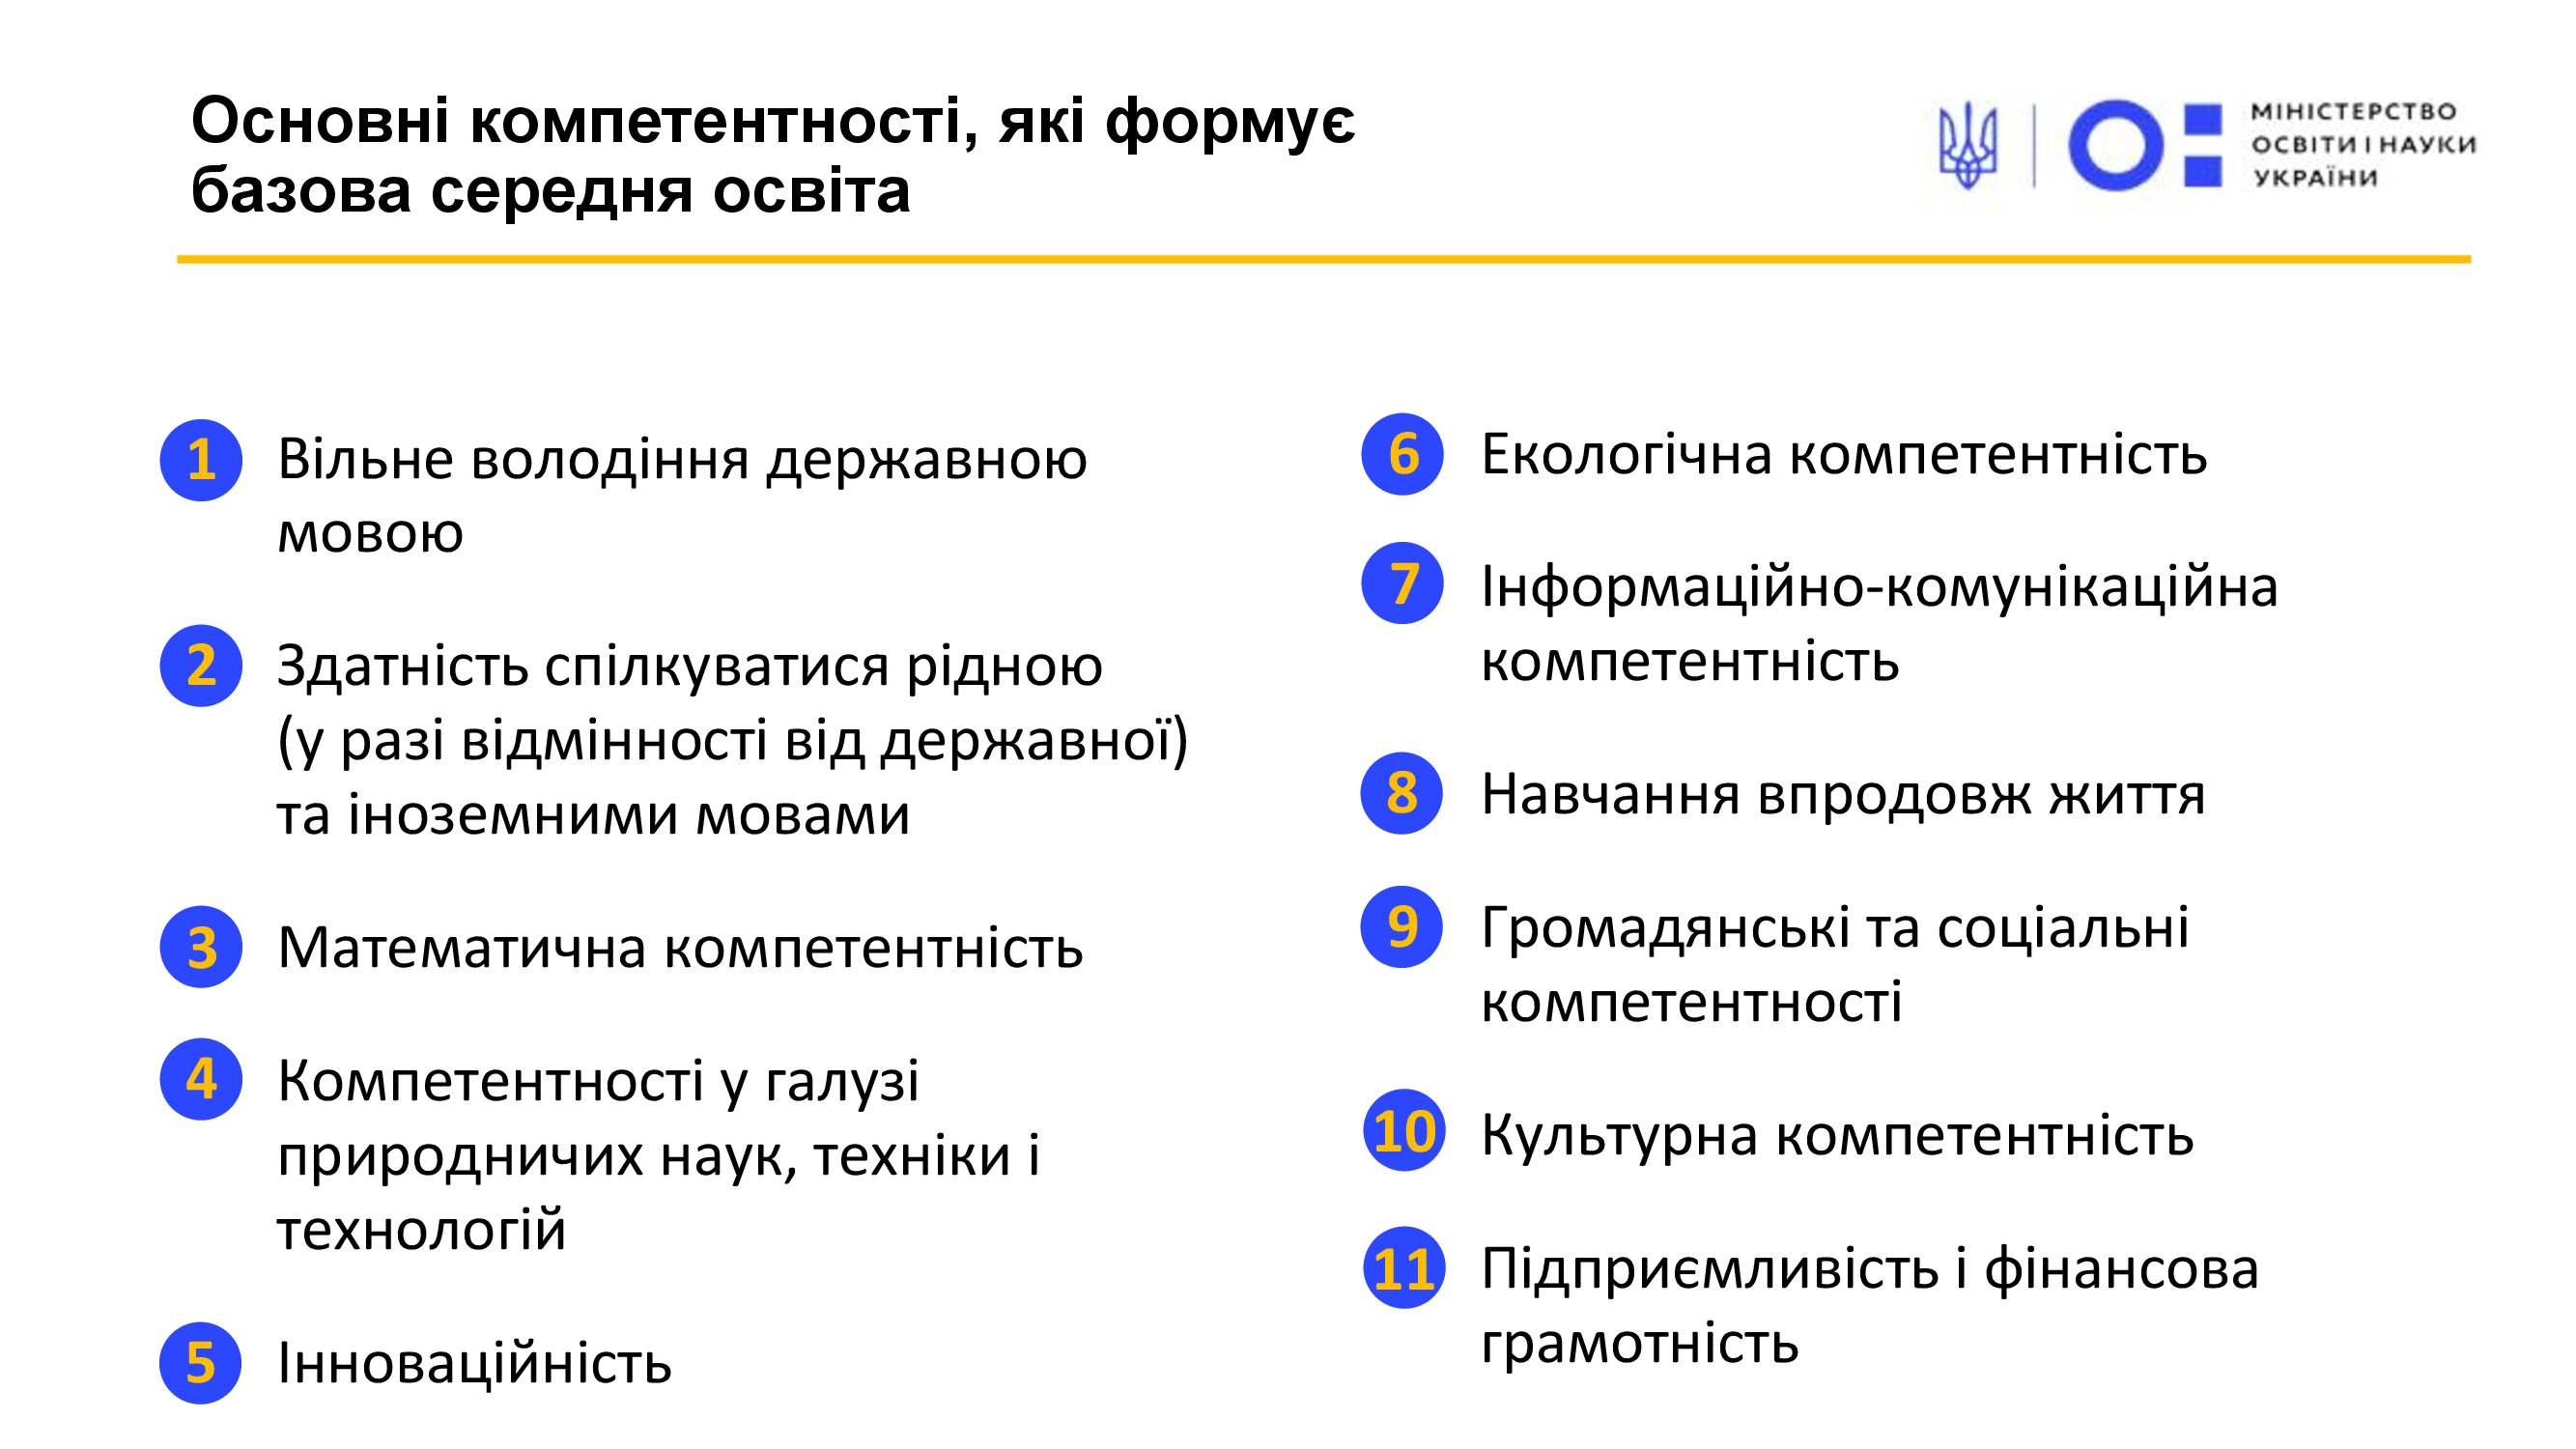 Основні компетентності, які формує
базова середня освіта
МІНІСТЕРСТВО
ОСВІТИ І НАУКИ
УКРАЇНИ
1 Вільне володіння державною
мовою
2 Здатність спілкуватися рідною
(у разі відмінності від державної)
та іноземними мовами
3 Математична компетентність
4 Компетентності у галузі
природничих наук, техніки і
технологій
5 Інноваційність
6 Екологічна компетентність
7 Інформаційно-комунікаційна
компетентність
8 Навчання впродовж життя
9 Громадянські та соціальні
компетентності
10 Культурна компетентність
11 Підприємливість і фінансова
грамотність